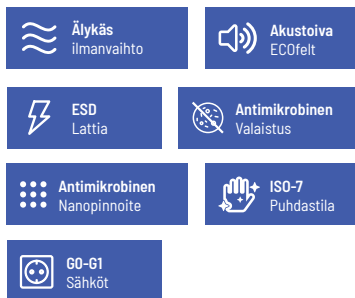 Älykäs
ilmanvaihto
Akustoiva
ECOfelt
ESD
Lattia
Antimikrobinen
Valaistus
Antimikrobinen
Nanopinnoite
ISO-7
Puhdastila
G0-G1
Sähköt